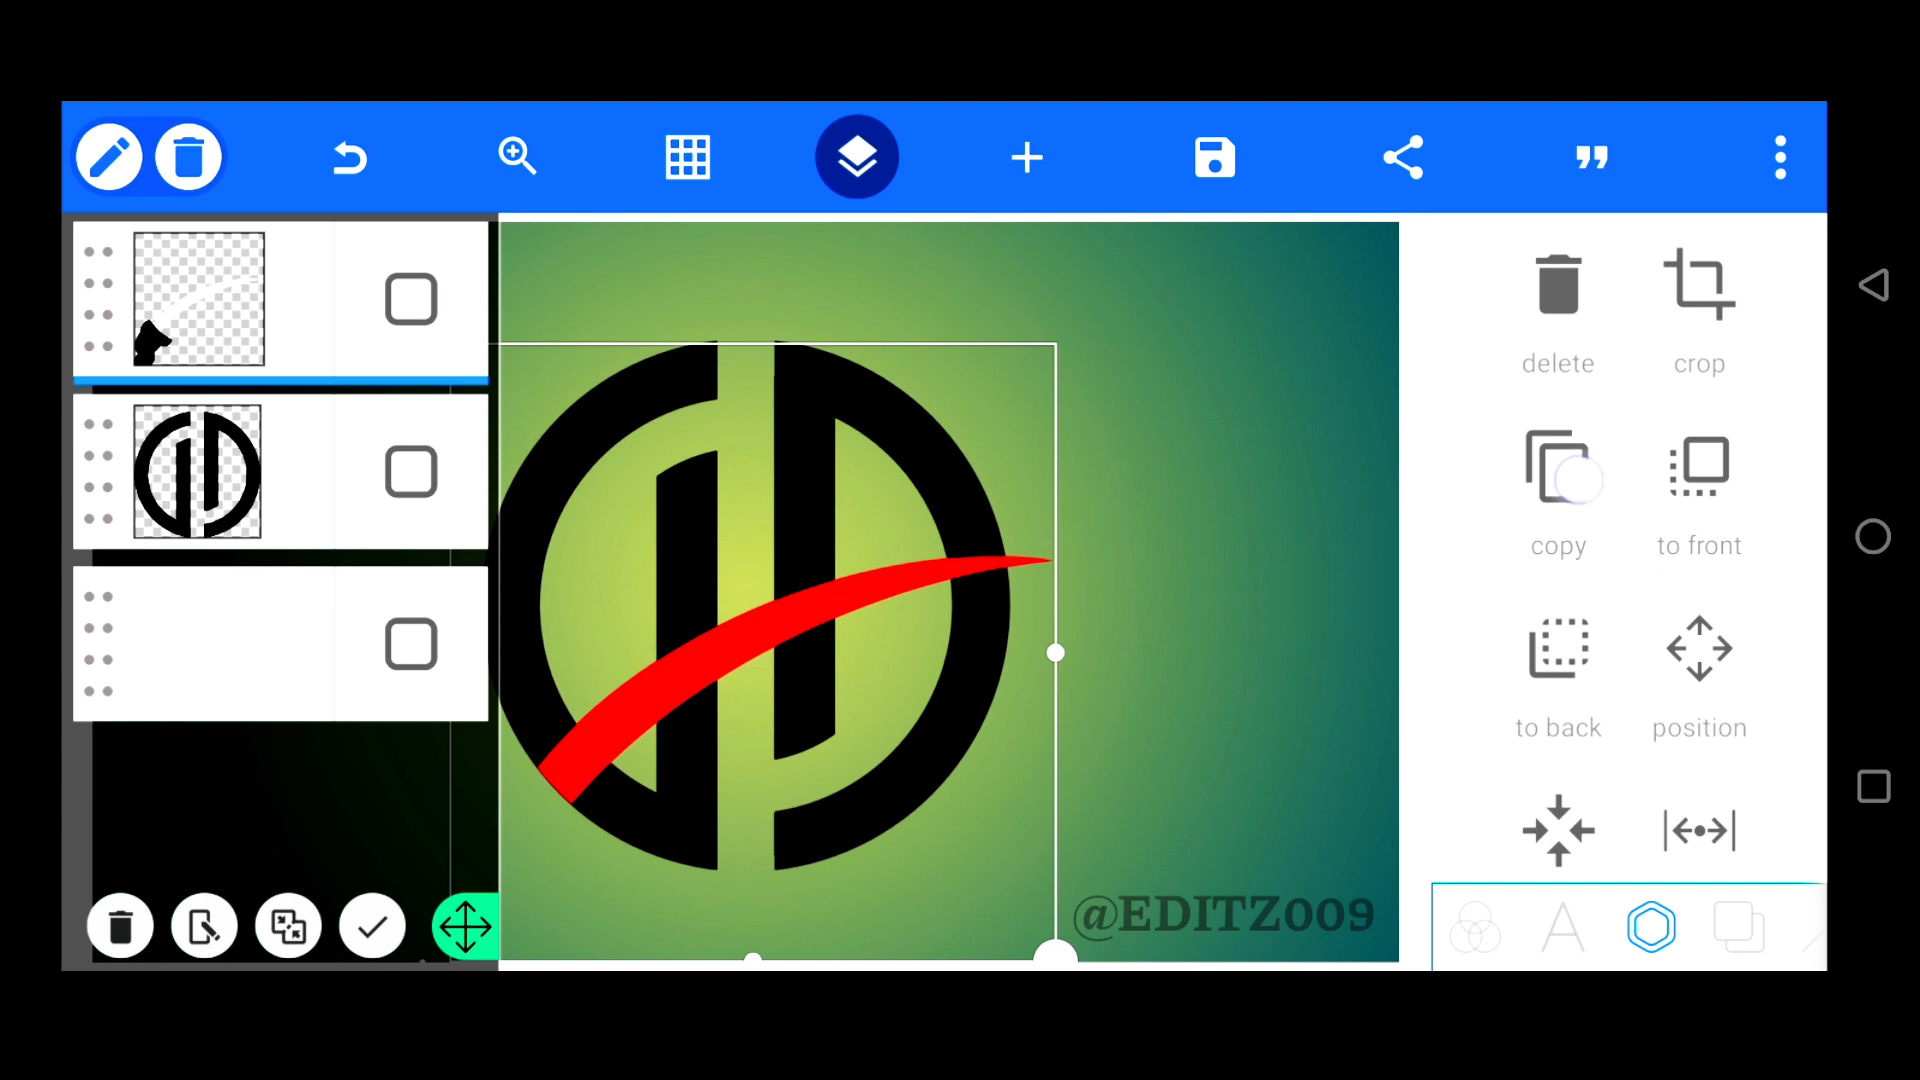 delete
crop
copy
to front
to back
position
@EDITZ009